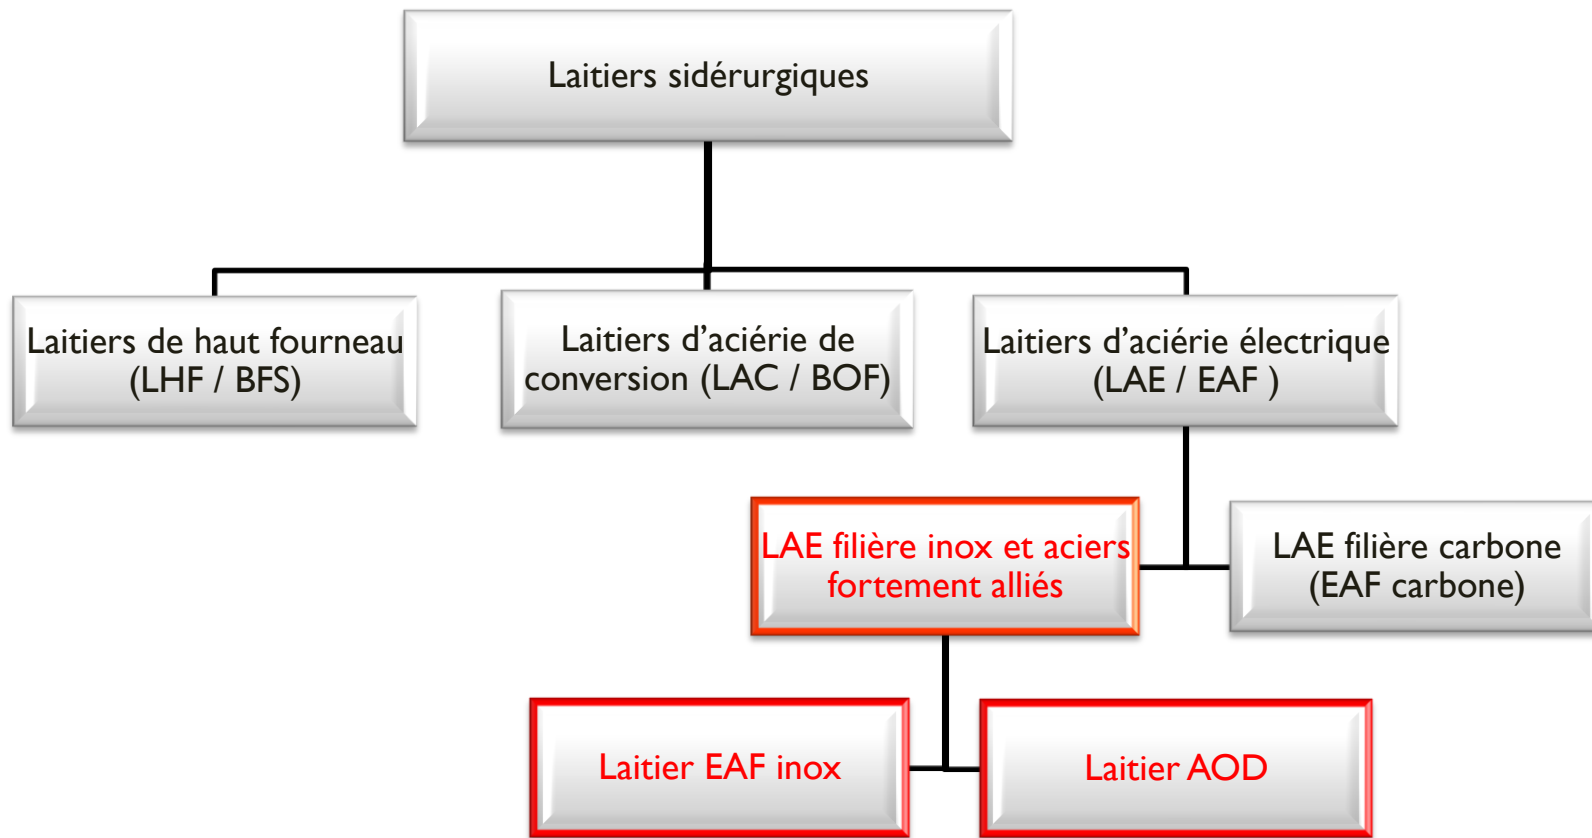 Laitiers sidérurgiques
Laitiers de haut fourneau
(LHF / BFS)
Laitiers d’aciérie de
conversion (LAC / BOF)
Laitiers d’aciérie électrique
(LAE / EAF )
LAE filière inox et aciers
fortement alliés
LAE filière carbone
(EAF carbone)
Laitier EAF inox
Laitier AOD